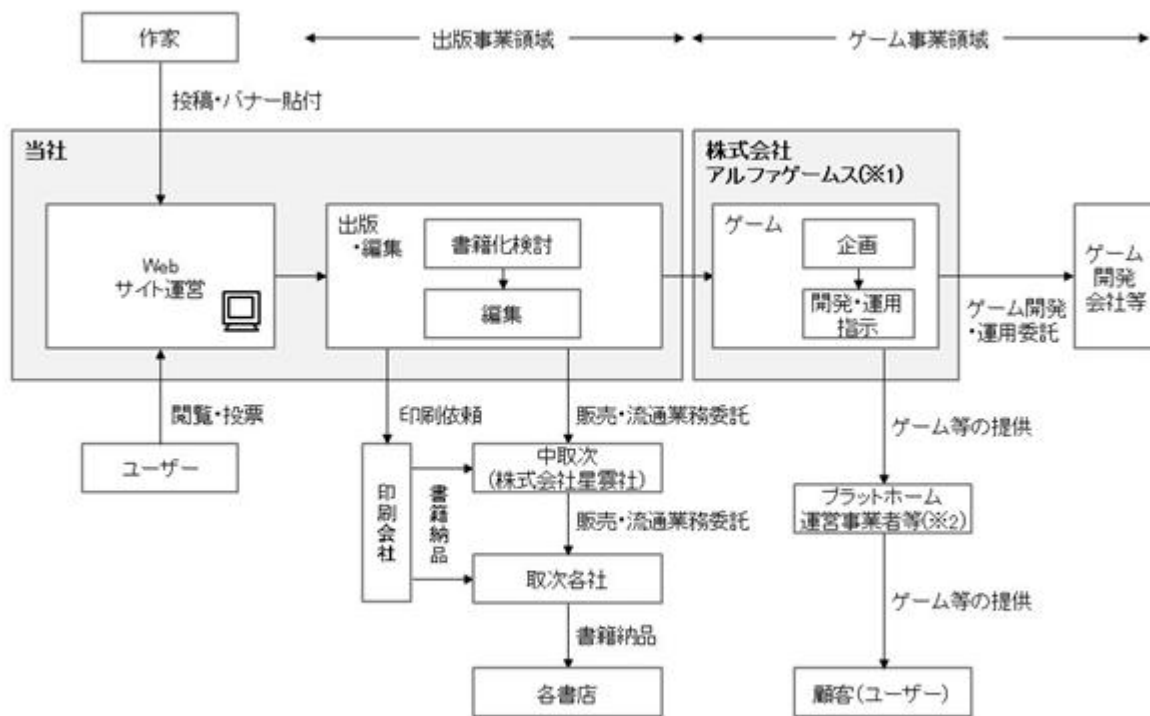 作家
出版事業領域
ゲーム事業領域
投稿・バナー貼付
当社
株式会社
アルファゲームス(※1)
Web
サイト運営
出版
・編集
書籍化検討
編集
ゲーム
企画
開発・運用
指示
ゲーム
開発
会社等
ゲーム開発
・運用委託
閲覧・投票
印刷依頼
販売・流通業務委託
ゲーム等の提供
ユーザー
印刷会社
書籍納品
中取次
(株式会社星雲社)
プラットホーム
運営事業者等(※2)
販売・流通業務委託
取次各社
ゲーム等の提供
書籍納品
各書店
顧客(ユーザー)